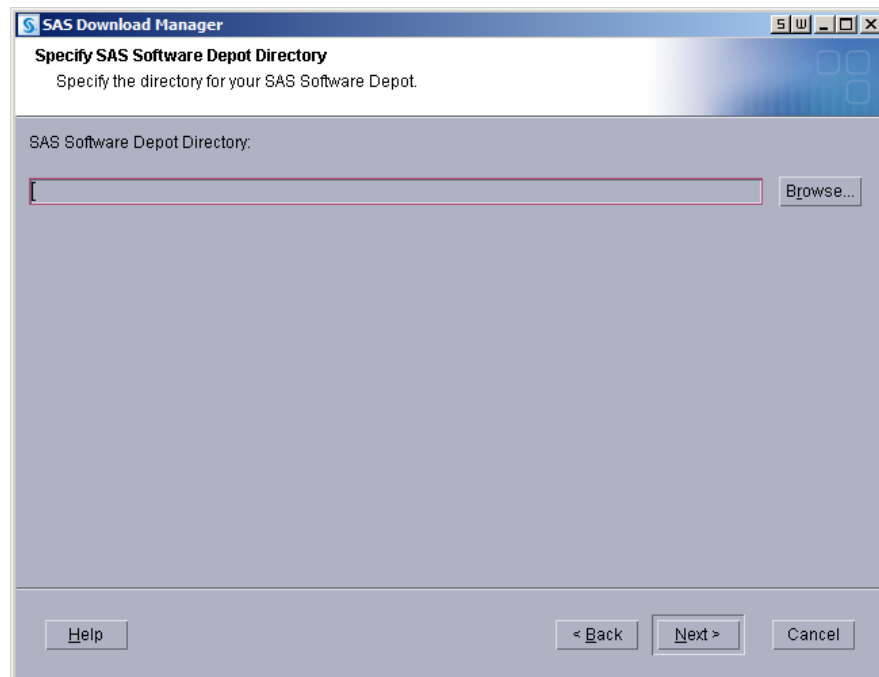 SAS Download Manager
Specify SAS Software Depot Directory
Specify the directory for your SAS Software Depot.
SAS Software Depot Directory:
Browse...
Help
< Back
Next >
Cancel